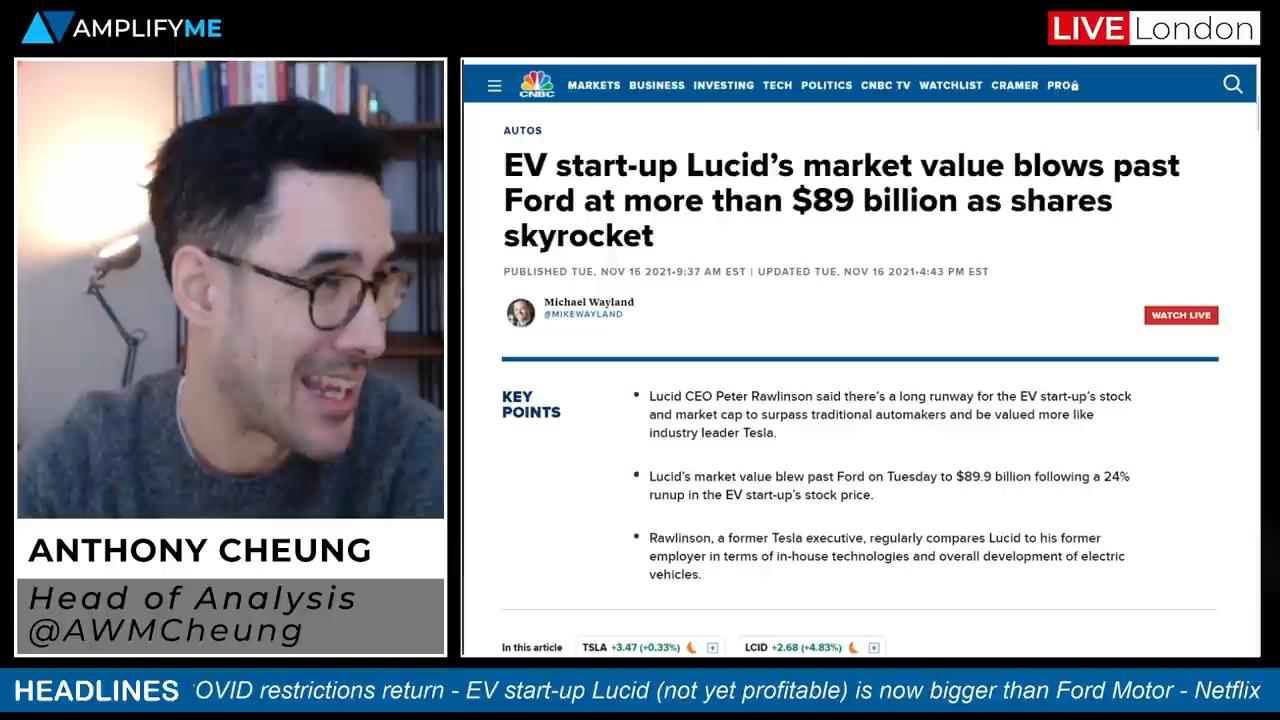 AMPLIFYME
LIVE London
CNBC
MARKETS BUSINESS INVESTING TECH POLITICS CNBC TV WATCHLIST CRAMER PRO
AUTOS
EV start-up Lucid's market value blows past
Ford at more than $89 billion as shares
skyrocket
PUBLISHED TUE, NOV 16 2021•9:37 AM EST | UPDATED TUE, NOV 16 2021•4:43 PM EST
Michael Wayland
@MIKEWAYLAND
WATCH LIVE
KEY
POINTS
• Lucid CEO Peter Rawlinson said there's a long runway for the EV start-up's stock
and market cap to surpass traditional automakers and be valued more like
industry leader Tesla.
• Lucid's market value blew past Ford on Tuesday to $89.9 billion following a 24%
runup in the EV start-up's stock price.
• Rawlinson, a former Tesla executive, regularly compares Lucid to his former
employer in terms of in-house technologies and overall development of electric
vehicles.
In this article TSLA +3.47 (+0.33%) LCID +2.68 (+4.83%)
ANTHONY CHEUNG
Head of Analysis
@AWMCheung
HEADLINES OVID restrictions return - EV start-up Lucid (not yet profitable) is now bigger than Ford Motor - Netflix